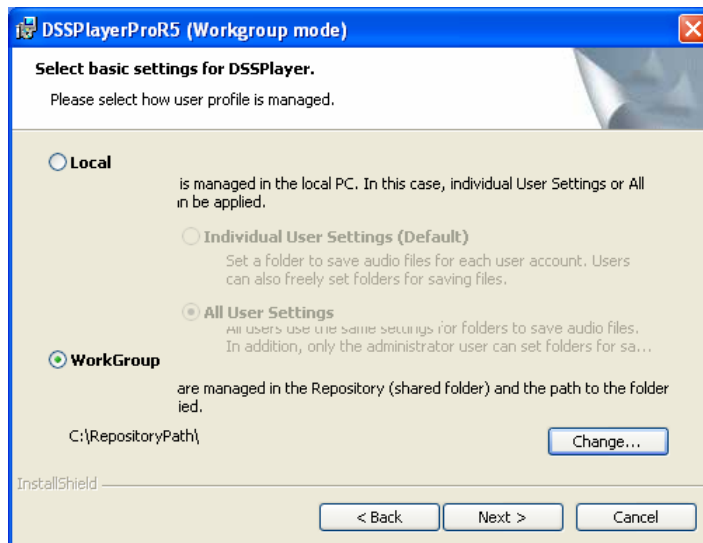 DSSPlayerProR5 (Workgroup mode)
Select basic settings for DSSPlayer.
Please select how user profile is managed.
Local
is managed in the local PC. In this case, individual User Settings or All
n be applied.
Individual User Settings (Default)
Set a folder to save audio files for each user account. Users
can also freely set folders for saving files.
All User Settings
All users use the same settings for folders to save audio files.
In addition, only the administrator user can set folders for sa...
WorkGroup
are managed in the Repository (shared folder) and the path to the folder
ied.
C:\RepositoryPath\
Change...
InstallShield
< Back
Next >
Cancel